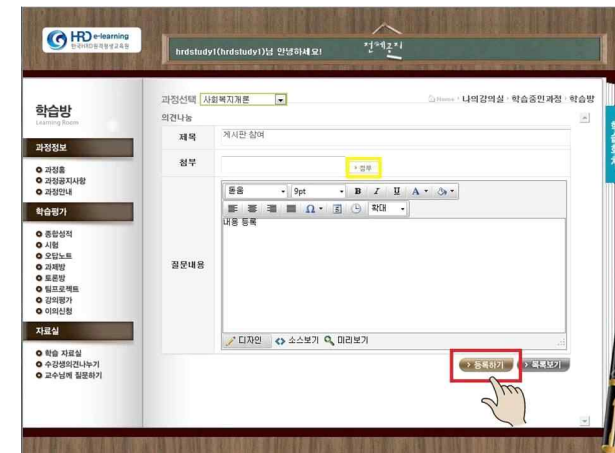 HRD e-learning
한국HRD원격평생교육원
hrdstudy1(hrdstudy1)님 안녕하세요!
학습방
Learning Room
과정선택 사회복지개론
Home · 나의강의실 · 학습중인과정 · 학습방
의견나눔
제목 게시판 참여
첨부 첨부
과정정보
과정홈
과정공지사항
과정안내
학습평가
종합성적
시험
오답노트
과제방
토론방
팀프로젝트
강의평가
이의신청
자료실
학습 자료실
수강생의견나누기
교수님께 질문하기
돋움 9pt B I U A
Ω 확대
질문내용
내용 등록
디자인 소스보기 미리보기
등록하기 목록보기